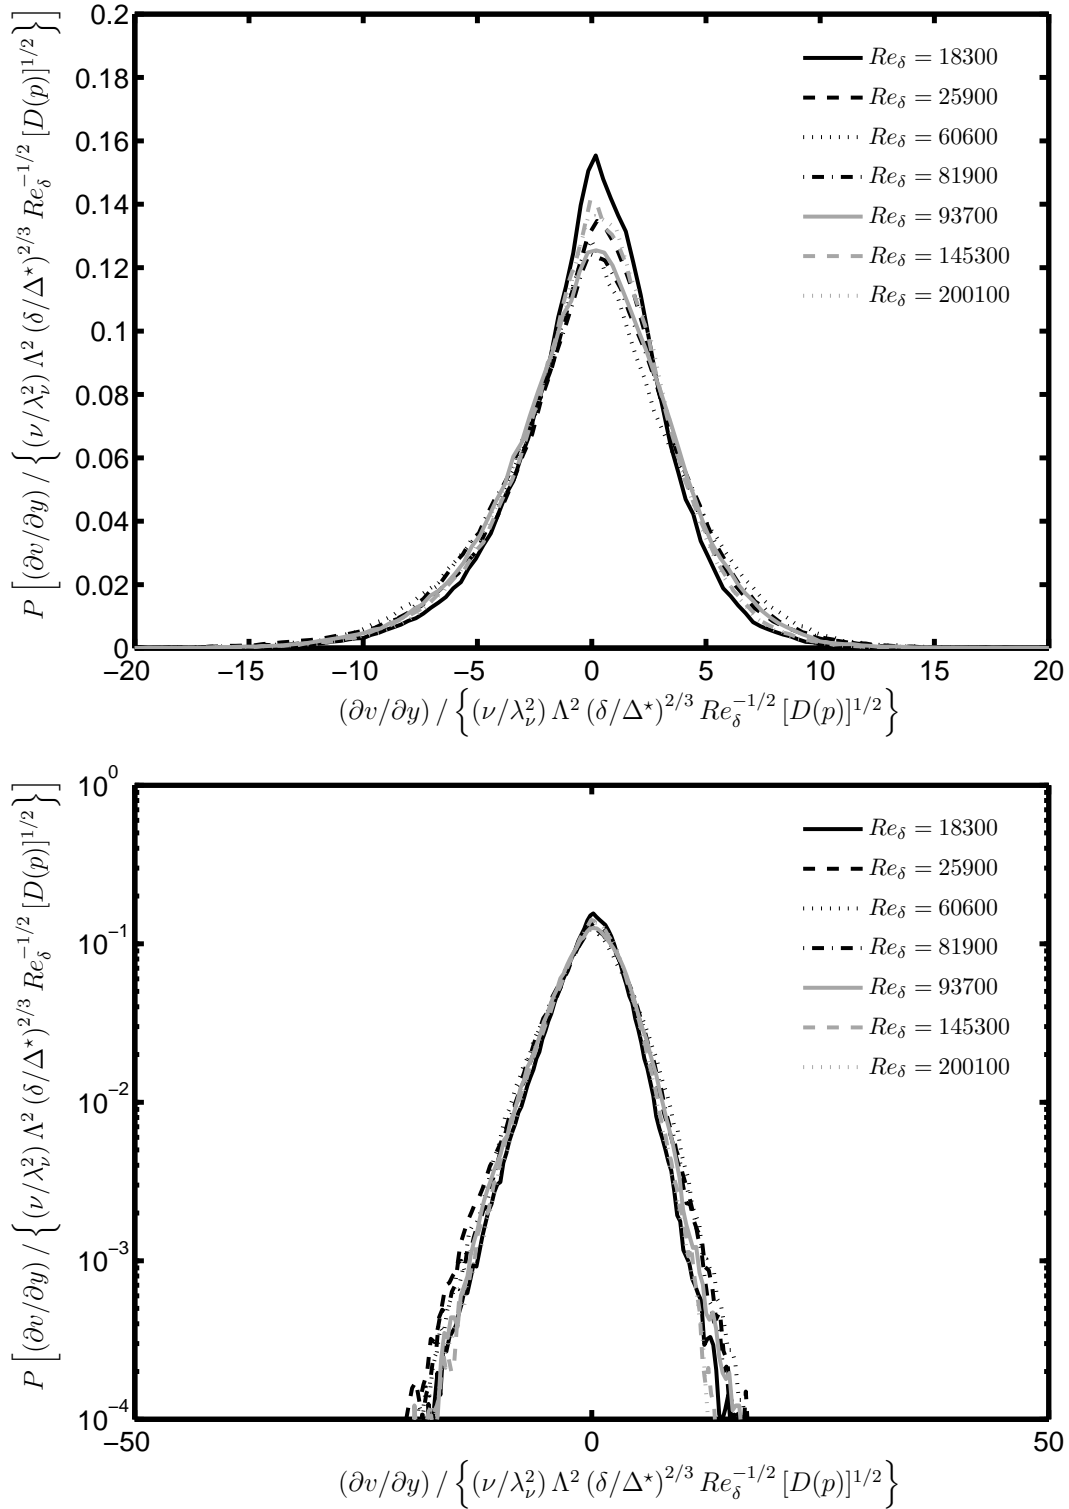 0.2
0.18
0.16
0.14
0.12
0.1
0.08
0.06
0.04
0.02
0
P [(∂v/∂y) / {(ν/λ_ν^2) Λ^2 (δ/Δ^⋆)^{2/3} Re_δ^{-1/2} [D(p)]^{1/2}}]
Re_δ = 18300
Re_δ = 25900
Re_δ = 60600
Re_δ = 81900
Re_δ = 93700
Re_δ = 145300
Re_δ = 200100
−20 −15 −10 −5 0 5 10 15 20
(∂v/∂y) / {(ν/λ_ν^2) Λ^2 (δ/Δ^⋆)^{2/3} Re_δ^{-1/2} [D(p)]^{1/2}}
10^0
10^−1
10^−2
10^−3
10^−4
P [(∂v/∂y) / {(ν/λ_ν^2) Λ^2 (δ/Δ^⋆)^{2/3} Re_δ^{-1/2} [D(p)]^{1/2}}]
Re_δ = 18300
Re_δ = 25900
Re_δ = 60600
Re_δ = 81900
Re_δ = 93700
Re_δ = 145300
Re_δ = 200100
−50 0 50
(∂v/∂y) / {(ν/λ_ν^2) Λ^2 (δ/Δ^⋆)^{2/3} Re_δ^{-1/2} [D(p)]^{1/2}}